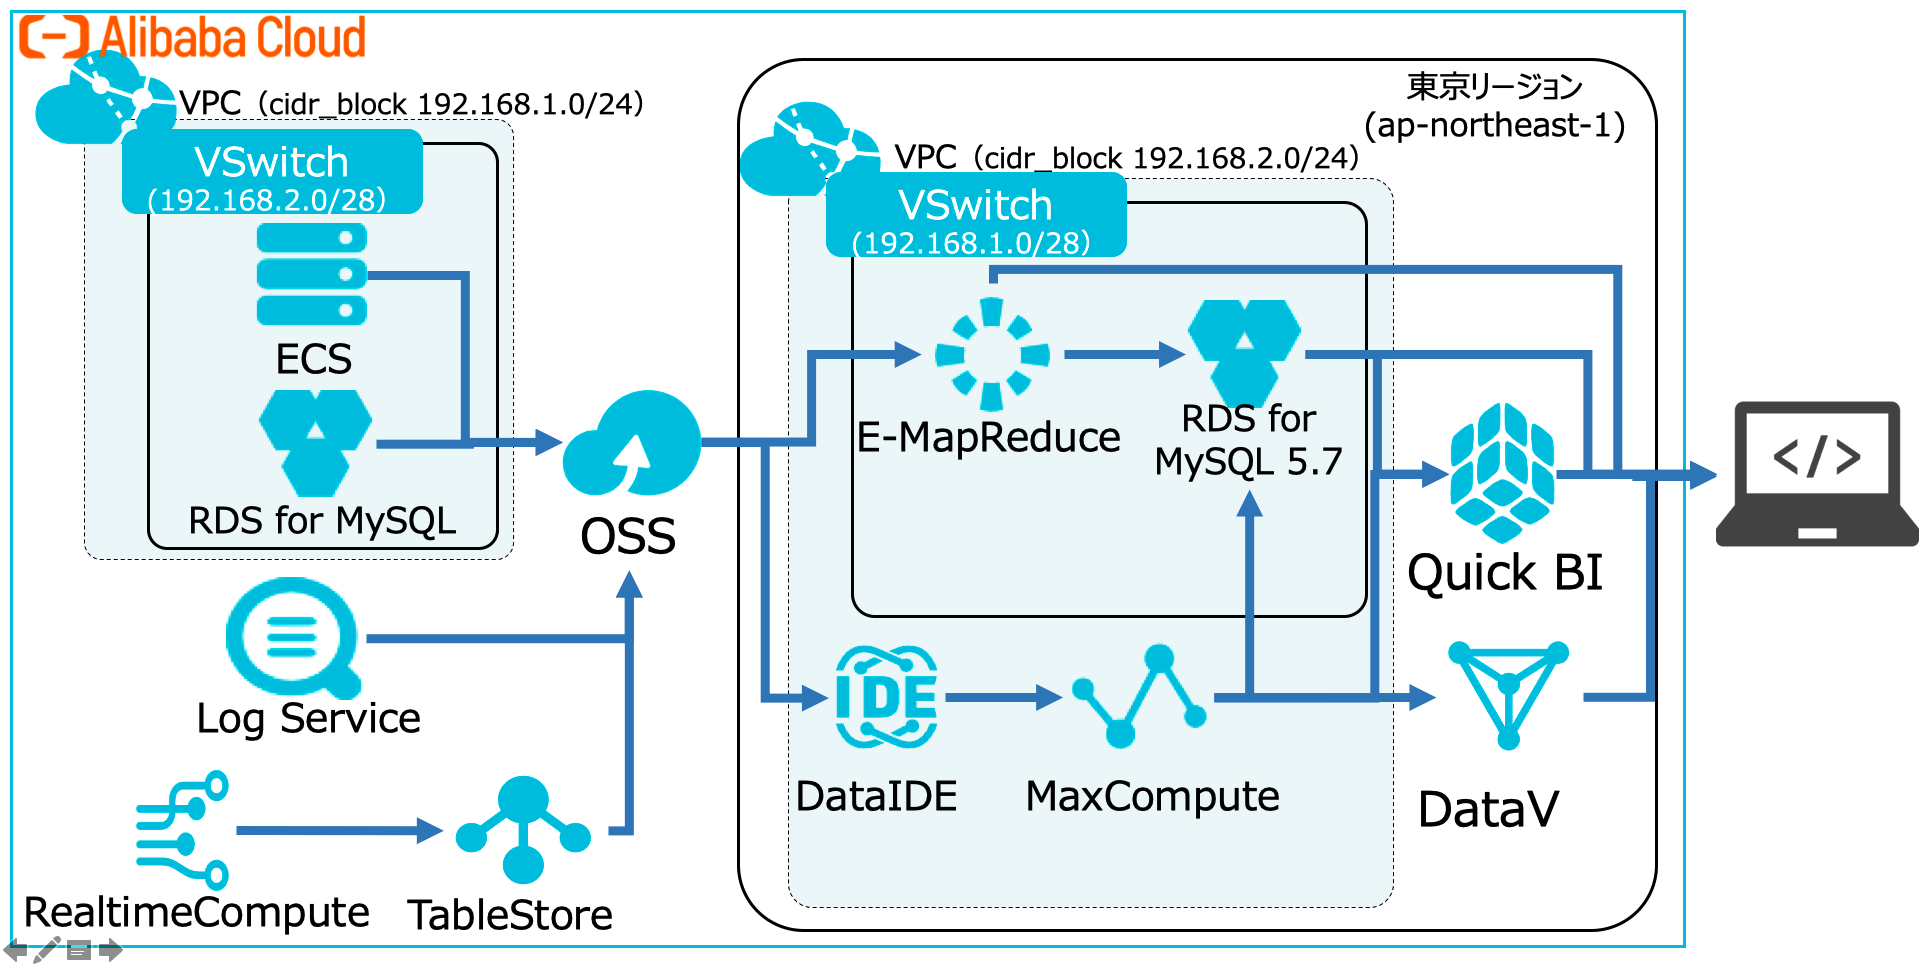 Alibaba Cloud
VPC（cidr_block 192.168.1.0/24）
VSwitch
(192.168.2.0/28）
ECS
RDS for MySQL
Log Service
RealtimeCompute
TableStore
OSS
東京リージョン
(ap-northeast-1)
VPC（cidr_block 192.168.2.0/24）
VSwitch
(192.168.1.0/28）
E-MapReduce
RDS for
MySQL 5.7
IDE
DataIDE
MaxCompute
Quick BI
DataV
</>